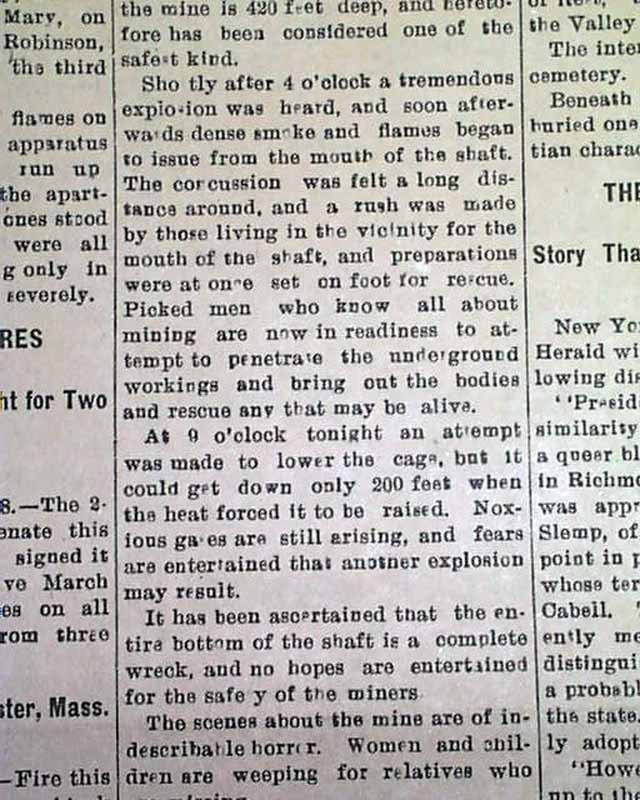 Mary, on
Robinson,
the third
flames on
apparatus
run up
the apart-
ones stood
were all
g only in
severely.
RES
ht for Two
8.—The 2-
enate this
signed it
ve March
es on all
rom three
ster, Mass.
—Fire this
the mine is 420 feet deep, and hereto-
fore has been considered one of the
safest kind.
Sho tly after 4 o'clock a tremendous
explosion was heard, and soon after-
wards dense smoke and flames began
to issue from the mouth of the shaft.
The concussion was felt a long dis-
tance around, and a rush was made
by those living in the vicinity for the
mouth of the shaft, and preparations
were at once set on foot for rescue.
Picked men who know all about
mining are now in readiness to at-
tempt to penetrate the underground
workings and bring out the bodies
and rescue any that may be alive.
At 9 o'clock tonight an attempt
was made to lower the cage, but it
could get down only 200 feet when
the heat forced it to be raised. Nox-
ious gases are still arising, and fears
are entertained that another explosion
may result.
It has been ascertained that the en-
tire bottom of the shaft is a complete
wreck, and no hopes are entertained
for the safe y of the miners
The scenes about the mine are of in-
describable horror. Women and chil-
dren are weeping for relatives who
the Valley
The inte
cemetery.
Beneath
buried one
tian charac
THE
Story Tha
New Yo
Herald wi
lowing dis
"Presid
similarity
a queer bl
in Richmo
was appr
Slemp, of
point in p
whose ter
Cabell.
ently me
distingui
a probabl
the state.
ly adopt
"Howe
up to th